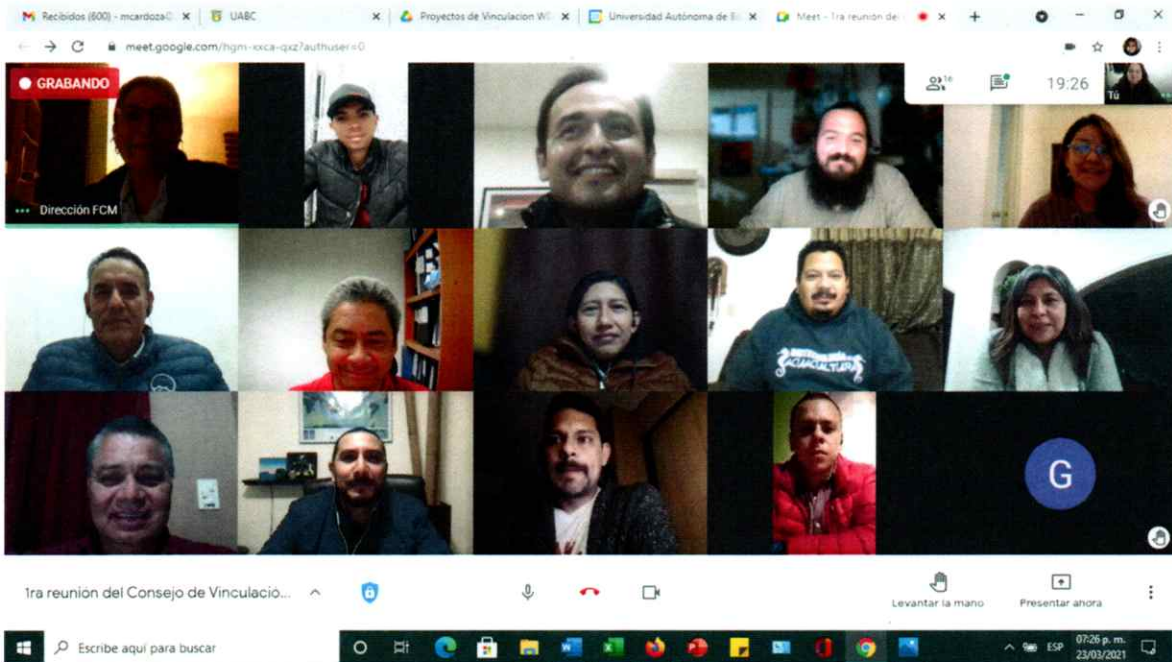 Recibidos (600) - mcardoza
UABC
Proyectos de Vinculacion
Universidad Autónoma de B
Meet - 1ra reunión del
meet.google.com/hgm-xxca-qxz?authuser=0
GRABANDO
16
19:26
Tú
Dirección FCM
ACUACULTURA
G
1ra reunión del Consejo de Vinculació...
Levantar la mano
Presentar ahora
Escribe aquí para buscar
ESP
07:26 p. m.
23/03/2021